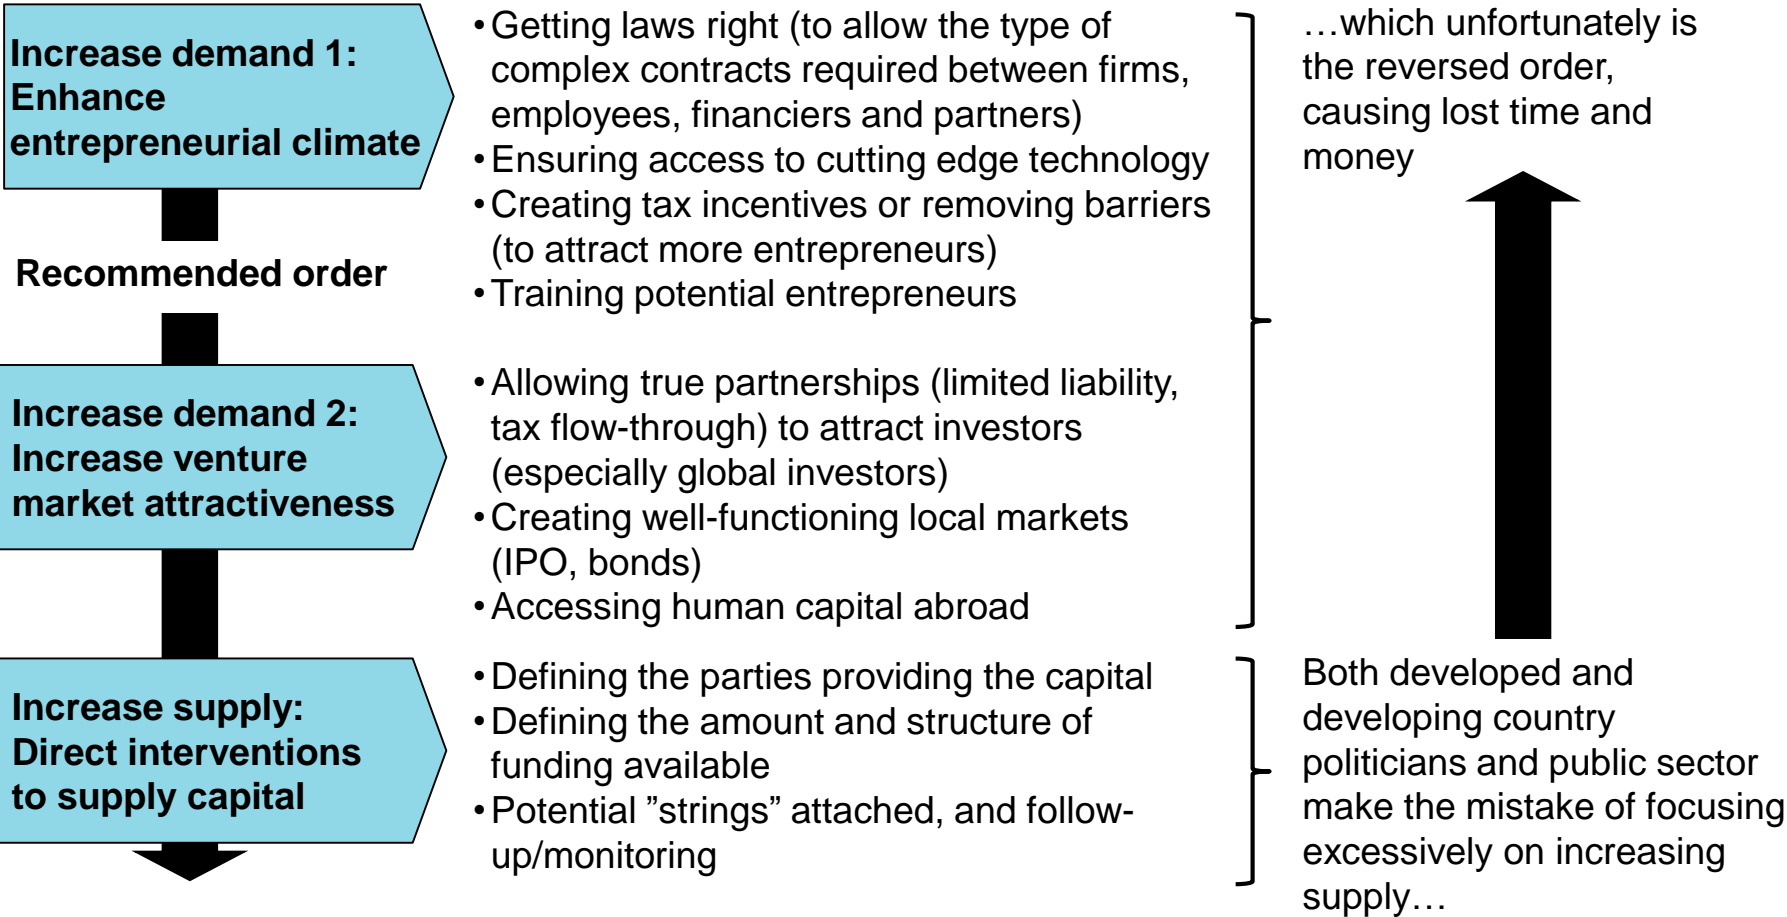 Increase demand 1:
Enhance
entrepreneurial climate
•Getting laws right (to allow the type of
complex contracts required between firms,
employees, financiers and partners)
•Ensuring access to cutting edge technology
•Creating tax incentives or removing barriers
(to attract more entrepreneurs)
•Training potential entrepreneurs
Recommended order
Increase demand 2:
Increase venture
market attractiveness
•Allowing true partnerships (limited liability,
tax flow-through) to attract investors
(especially global investors)
•Creating well-functioning local markets
(IPO, bonds)
•Accessing human capital abroad
Increase supply:
Direct interventions
to supply capital
•Defining the parties providing the capital
•Defining the amount and structure of
funding available
•Potential ”strings” attached, and follow-
up/monitoring
Both developed and
developing country
politicians and public sector
make the mistake of focusing
excessively on increasing
supply…
…which unfortunately is
the reversed order,
causing lost time and
money